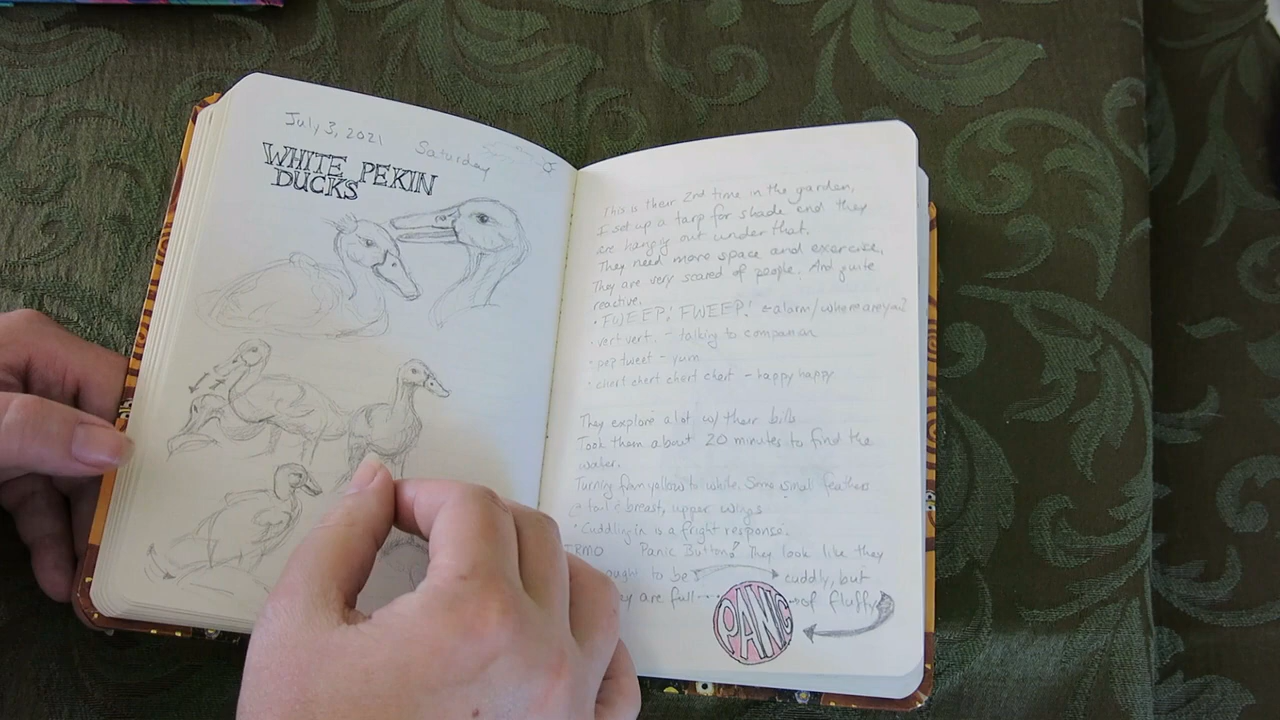 July 3, 2021 Saturday
WHITE PEKIN
DUCKS
This is their 2nd time in the garden,
I set up a tarp for shade and they
are hangig out under that.
They need more space and exercise.
They are very scared of people. And quite
reactive.
• FWEEP! FWEEP! ← alarm/where are you?
• vert vert. – talking to companion
• pep tweet – yum
• chert chert chert chert – happy happy
They explore a lot w/ their bills
Took them about 20 minutes to find the
water.
Turning from yellow to white. Some small feathers
@ tail & breast, upper wings
• Cuddling in is a fright response.
TRMO Panic Button? They look like they
ought to be cuddly, but
are full of fluffy
PANIC